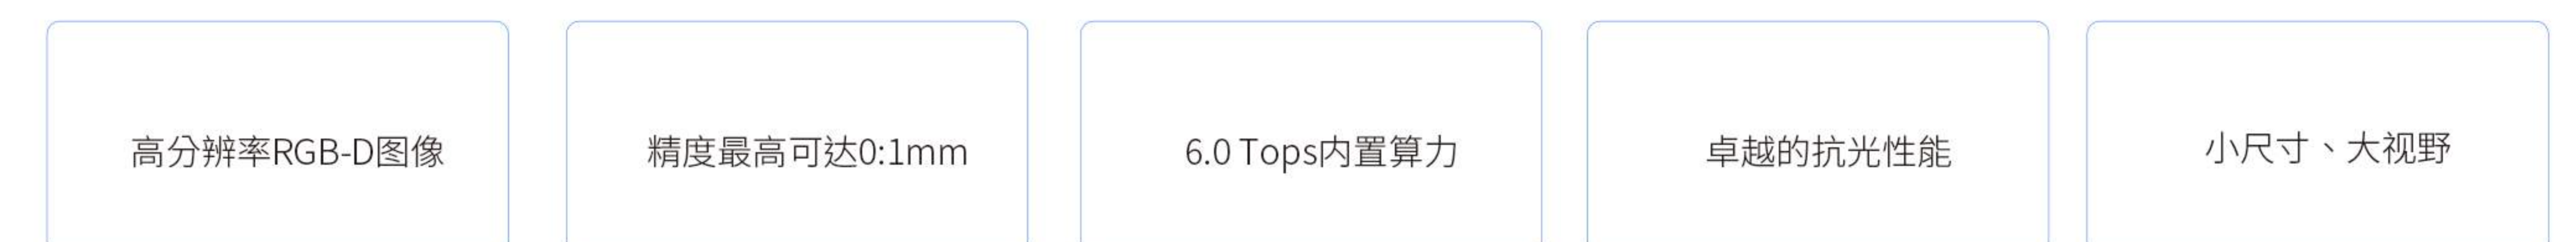 高分辨率RGB-D图像
精度最高可达0:1mm
6.0 Tops内置算力
卓越的抗光性能
小尺寸、大视野